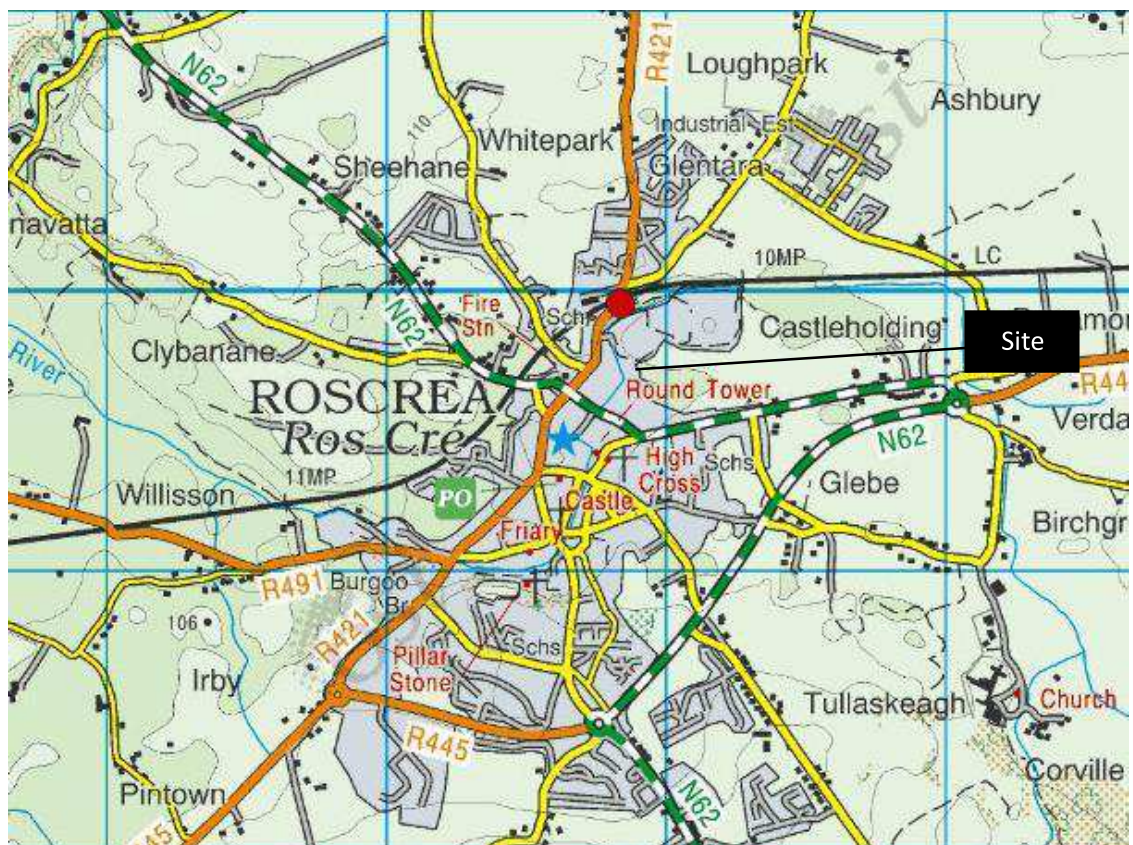 N62
R421
Loughpark
Ashbury
Whitepark
Industrial Est
110
Sheehane
Glentara
navatta
10MP
LC
Fire
Stn
Sch
N62
Castleholding
Site
River
Clybanane
ROSCREA
Ros Cré
Round Tower
R44
Verda
N62
High
Cross
Schs
11MP
Willisson
PO
Castle
Glebe
Friary
Birchgr
R491
Burgoo
Br
106
R421
Schs
Pillar
Stone
Irby
Tullaskeagh
Church
R445
Corville
Pintown
N62
45